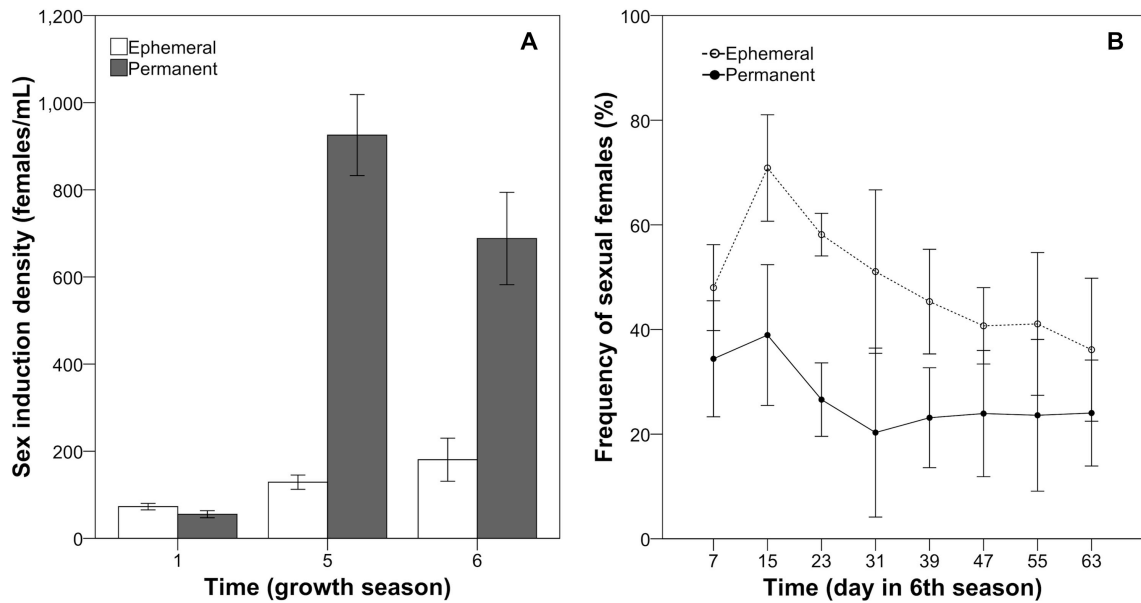 A
Ephemeral
Permanent
Sex induction density (females/mL)
1,200
1,000
800
600
400
200
0
1 5 6
Time (growth season)
B
Ephemeral
Permanent
Frequency of sexual females (%)
100
80
60
40
20
0
7 15 23 31 39 47 55 63
Time (day in 6th season)